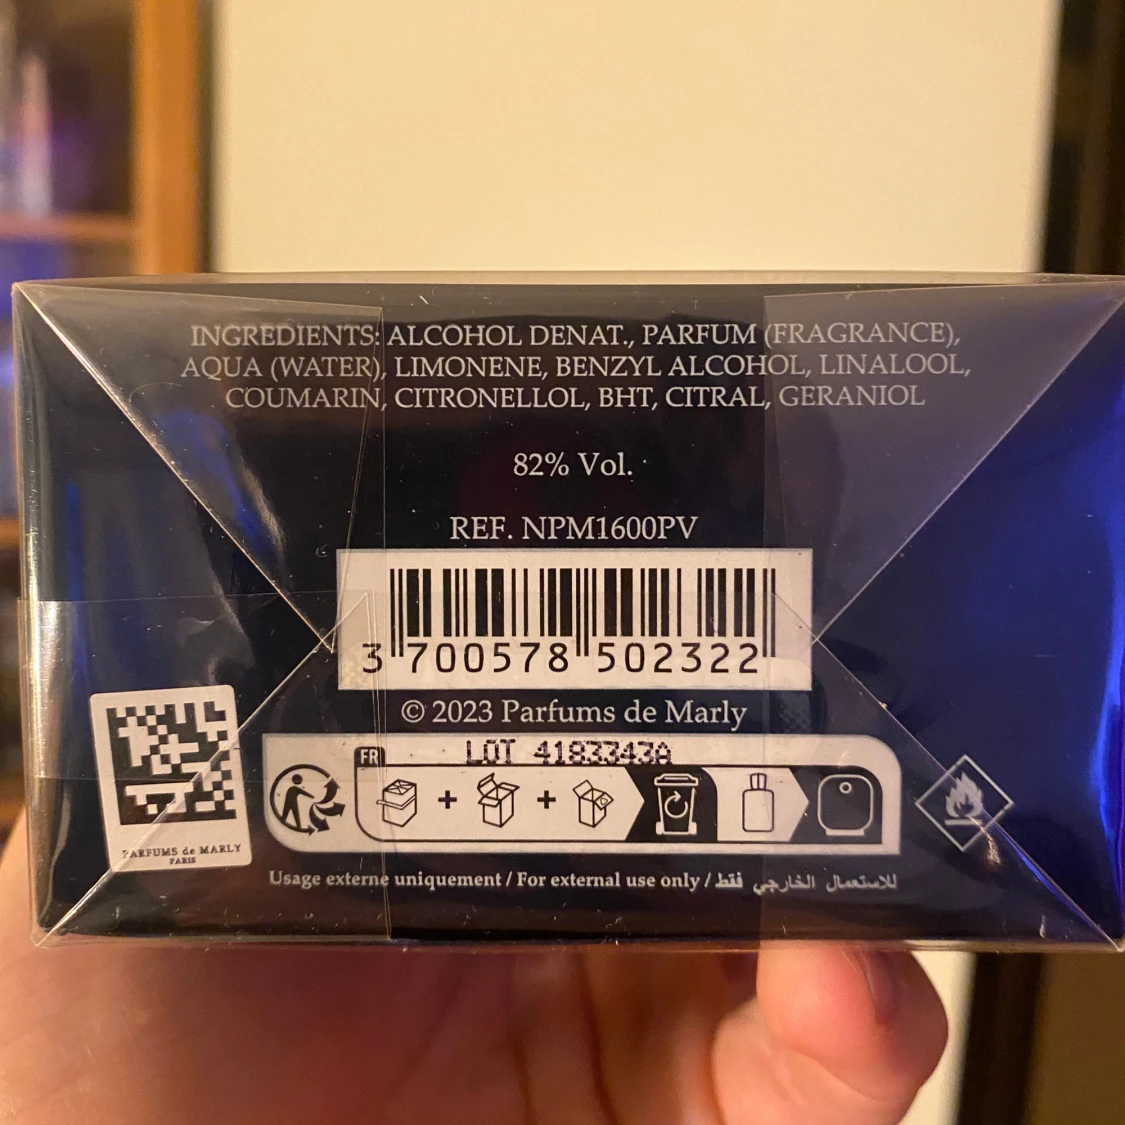 INGREDIENTS: ALCOHOL DENAT., PARFUM (FRAGRANCE),
AQUA (WATER), LIMONENE, BENZYL ALCOHOL, LINALOOL,
COUMARIN, CITRONELLOL, BHT, CITRAL, GERANIOL
82% Vol.
REF. NPM1600PV
3 700578 502322
© 2023 Parfums de Marly
LOT 4183343A
FR
PARFUMS de MARLY
PARIS
Usage externe uniquement / For external use only / للاستعمال الخارجي فقط